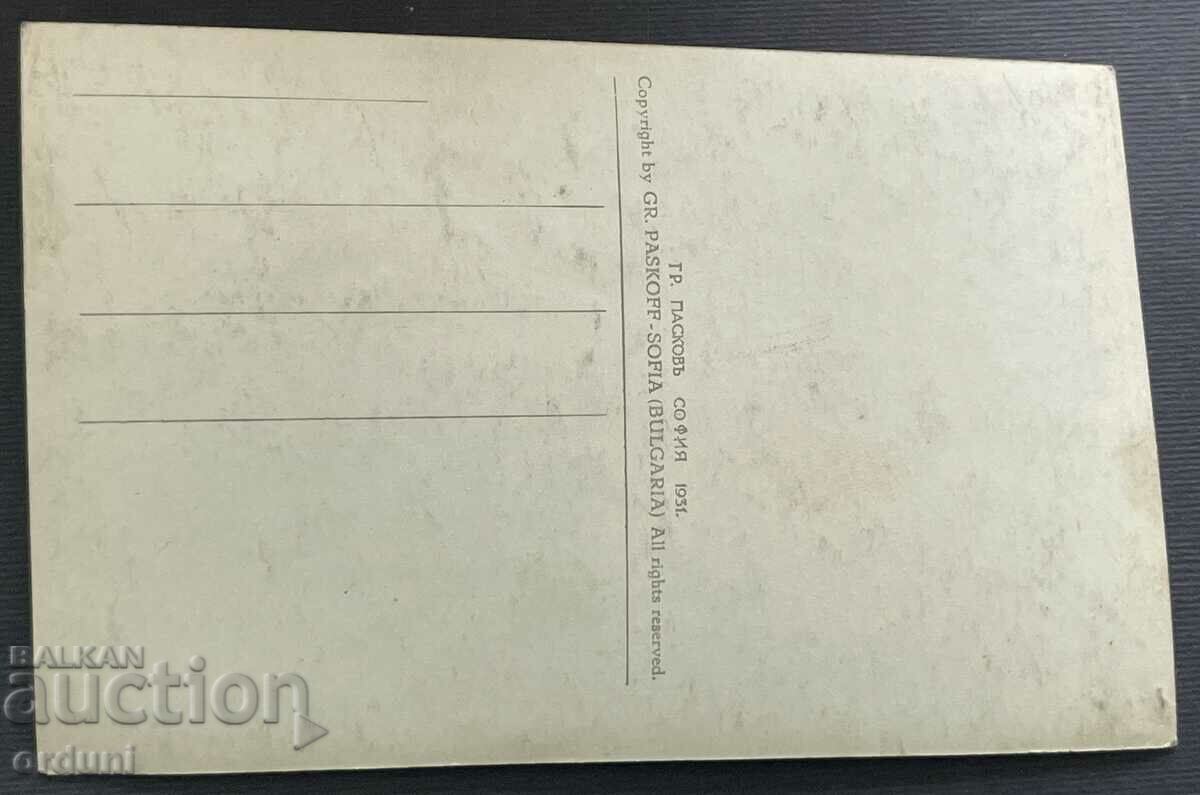 ГР. ПАСКОВЪ СОФИЯ 1931.
Copyright by GR. PASKOFF-SOFIA (BULGARIA) All rights reserved.
BALKAN
auction
orduni